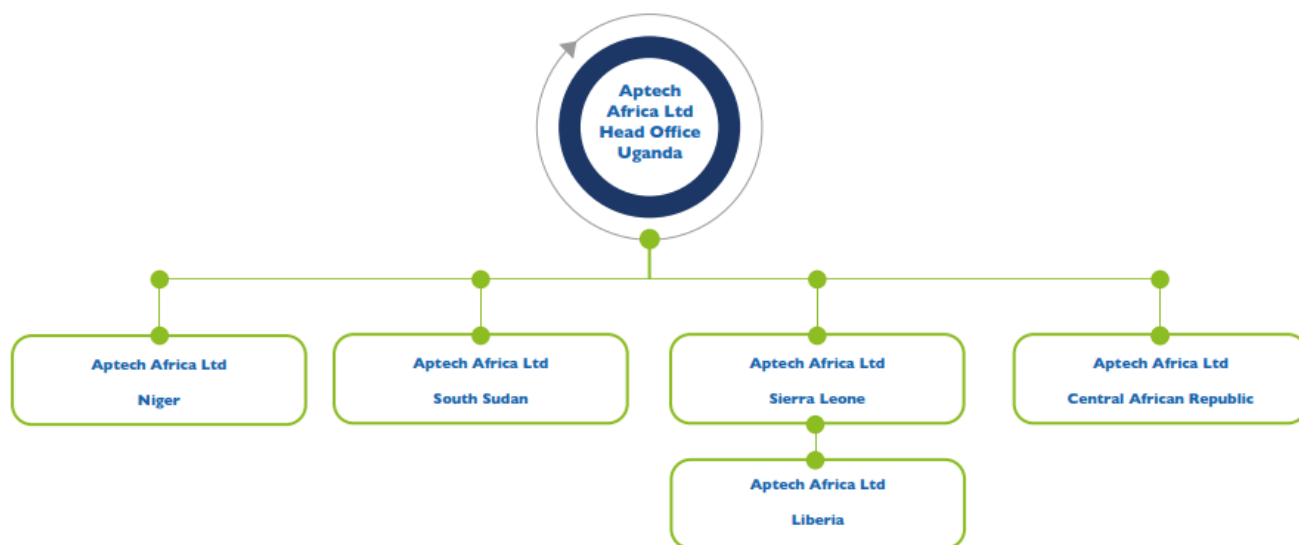 Aptech
Africa Ltd
Head Office
Uganda
Aptech Africa Ltd
Niger
Aptech Africa Ltd
South Sudan
Aptech Africa Ltd
Sierra Leone
Aptech Africa Ltd
Central African Republic
Aptech Africa Ltd
Liberia